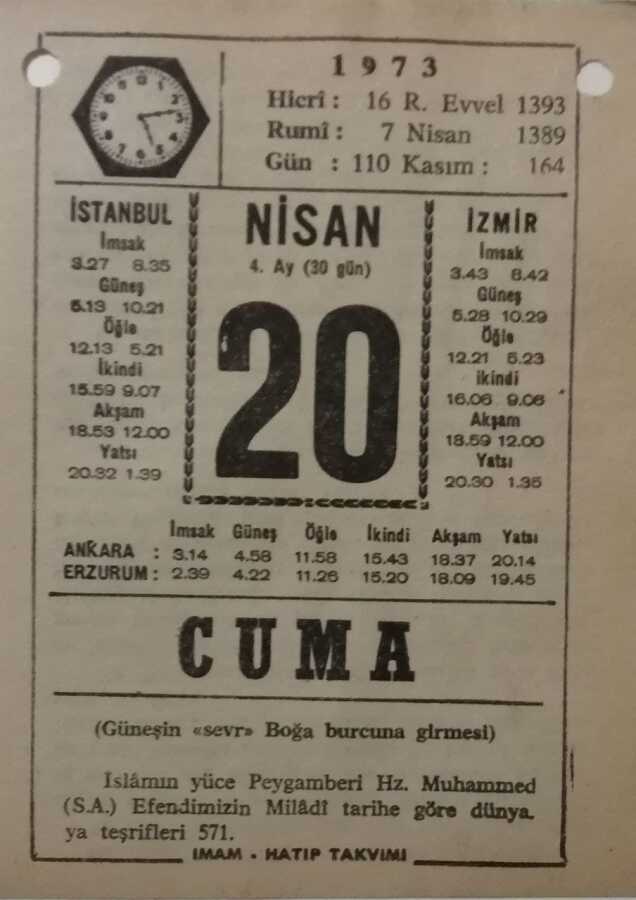 1973
Hicrî : 16 R. Evvel 1393
Rumî : 7 Nisan 1389
Gün : 110 Kasım : 164
İSTANBUL
İmsak
3.27 8.35
Güneş
5.13 10.21
Öğle
12.13 5.21
İkindi
15.59 9.07
Akşam
18.53 12.00
Yatsı
20.32 1.39
NİSAN
4. Ay (30 gün)
20
İZMİR
İmsak
3.43 8.42
Güneş
5.28 10.29
Öğle
12.21 5.23
ikindi
16.06 9.06
Akşam
18.59 12.00
Yatsı
20.30 1.35
İmsak Güneş Öğle İkindi Akşam Yatsı
ANKARA : 3.14 4.58 11.58 15.43 18.37 20.14
ERZURUM : 2.39 4.22 11.26 15.20 18.09 19.45
CUMA
(Güneşin «sevr» Boğa burcuna girmesi)
İslâmın yüce Peygamberi Hz. Muhammed
(S.A.) Efendimizin Milâdî tarihe göre dünya.
ya teşrifleri 571.
İMAM - HATİP TAKVİMİ